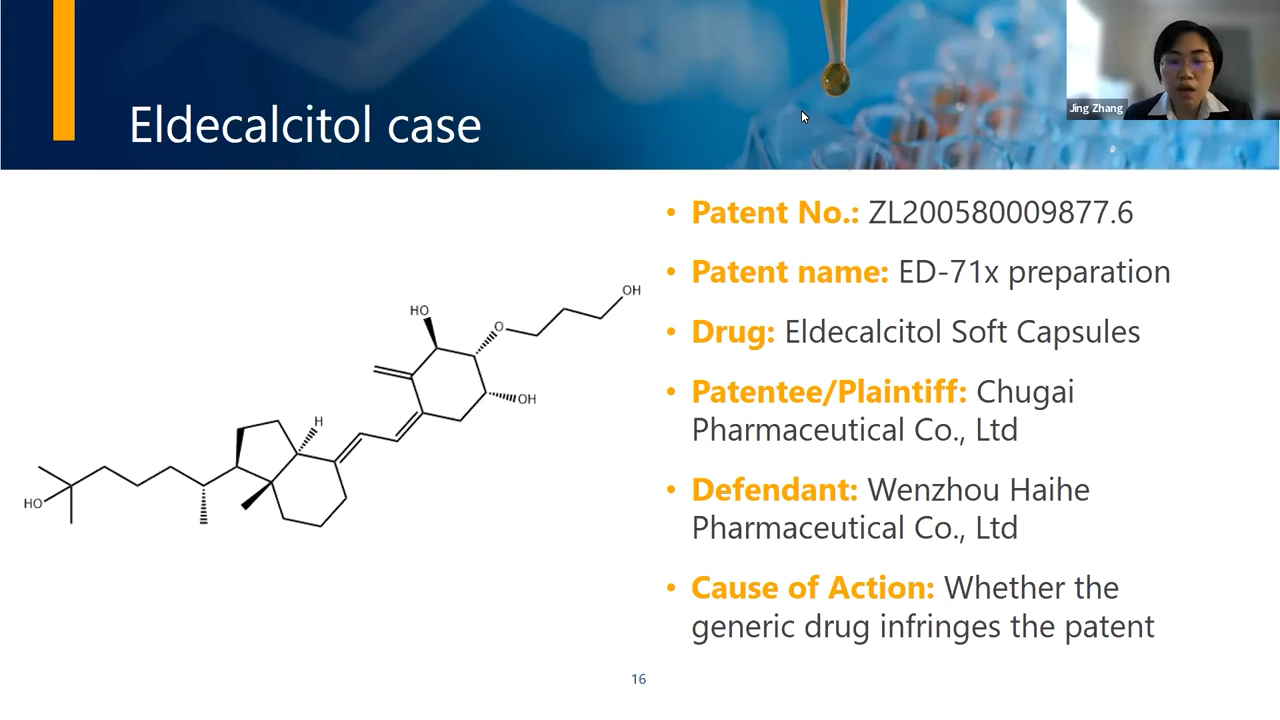 Eldecalcitol case
Jing Zhang
• Patent No.: ZL200580009877.6
• Patent name: ED-71x preparation
• Drug: Eldecalcitol Soft Capsules
• Patentee/Plaintiff: Chugai
Pharmaceutical Co., Ltd
• Defendant: Wenzhou Haihe
Pharmaceutical Co., Ltd
• Cause of Action: Whether the
generic drug infringes the patent
OH
HO
O
OH
H
HO
16